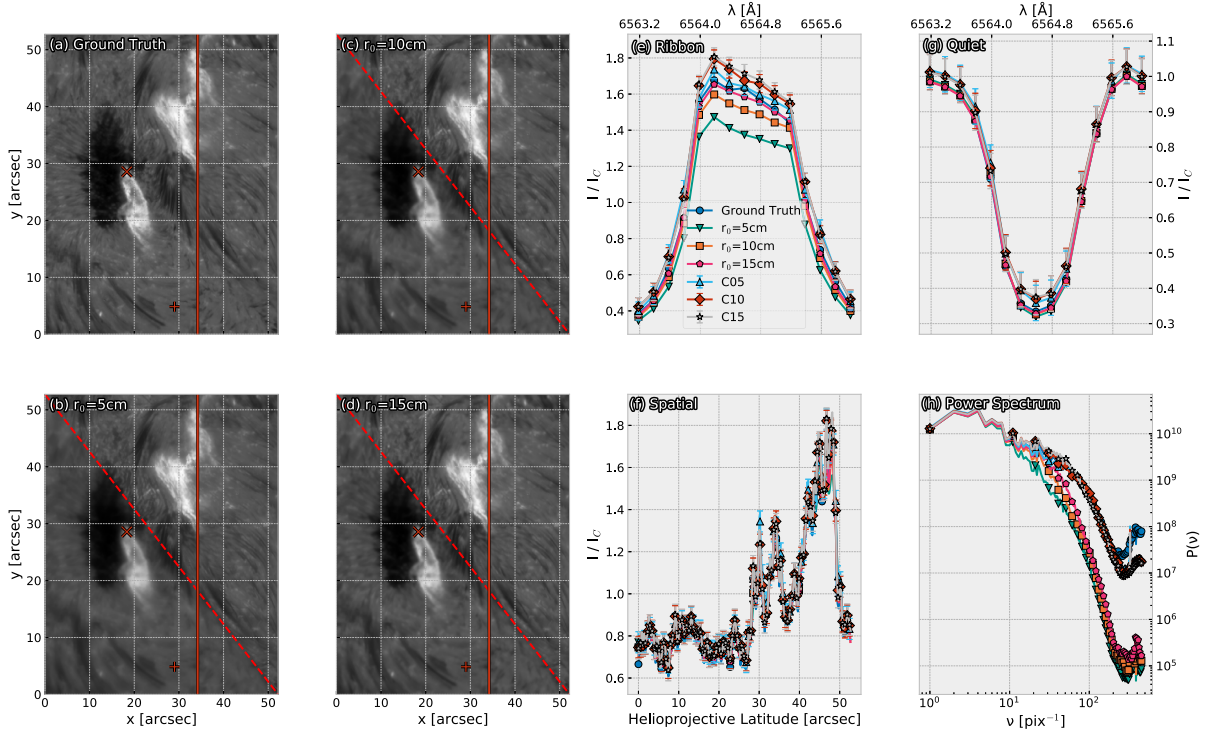 (a) Ground Truth
y [arcsec]
50
40
30
20
10
0
(c) r₀=10cm
λ [Å]
6563.2 6564.0 6564.8 6565.6
(e) Ribbon
I / I_C
1.8
1.6
1.4
1.2
1.0
0.8
0.6
0.4
Ground Truth
r₀=5cm
r₀=10cm
r₀=15cm
C05
C10
C15
λ [Å]
6563.2 6564.0 6564.8 6565.6
(g) Quiet
1.1
1.0
0.9
0.8
0.7
0.6
0.5
0.4
0.3
I / I_C
(b) r₀=5cm
y [arcsec]
50
40
30
20
10
0
0 10 20 30 40 50
x [arcsec]
(d) r₀=15cm
0 10 20 30 40 50
x [arcsec]
(f) Spatial
I / I_C
1.8
1.6
1.4
1.2
1.0
0.8
0.6
0 10 20 30 40 50
Helioprojective Latitude [arcsec]
(h) Power Spectrum
10¹⁰
10⁹
10⁸
10⁷
10⁶
10⁵
P(ν)
10⁰ 10¹ 10²
ν [pix⁻¹]